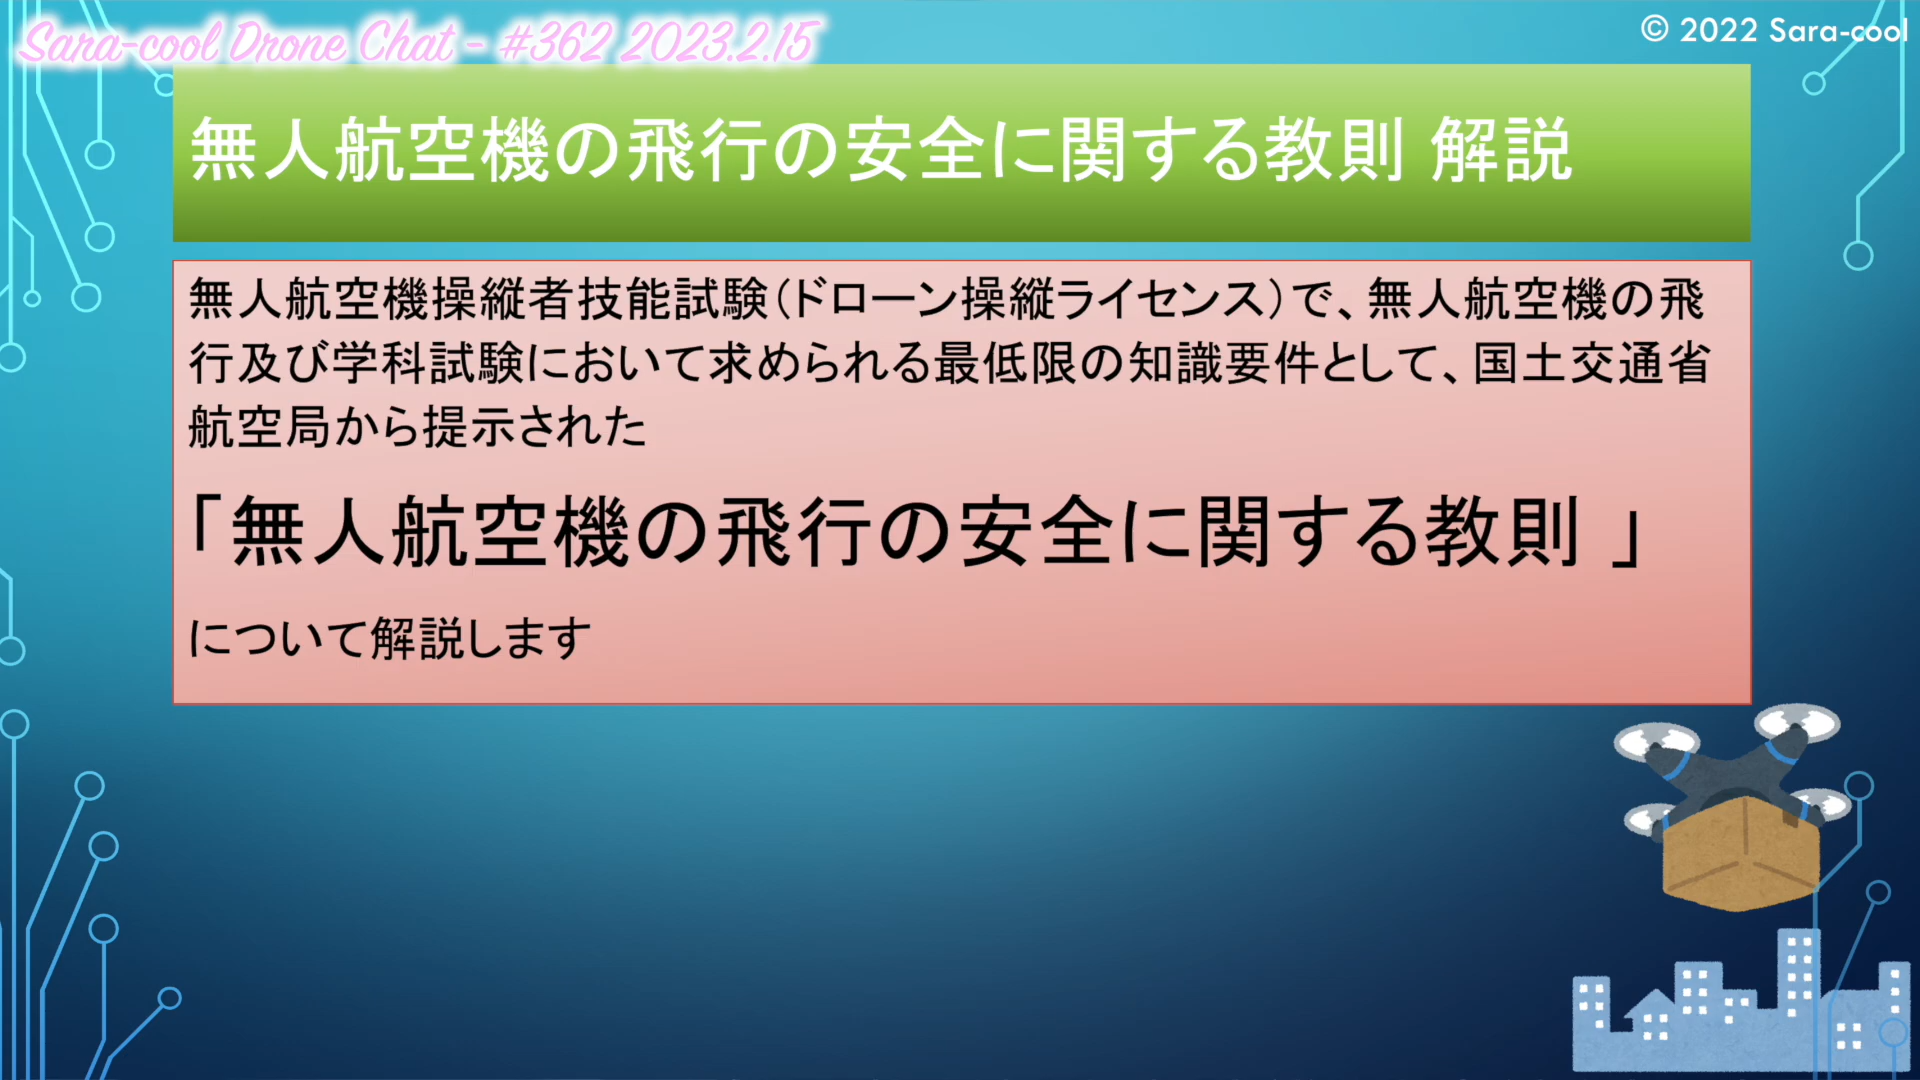 Sara-cool Drone Chat - #362 2023.2.15
© 2022 Sara-cool
無人航空機の飛行の安全に関する教則 解説
無人航空機操縦者技能試験（ドローン操縦ライセンス）で、無人航空機の飛
行及び学科試験において求められる最低限の知識要件として、国土交通省
航空局から提示された
「無人航空機の飛行の安全に関する教則 」
について解説します